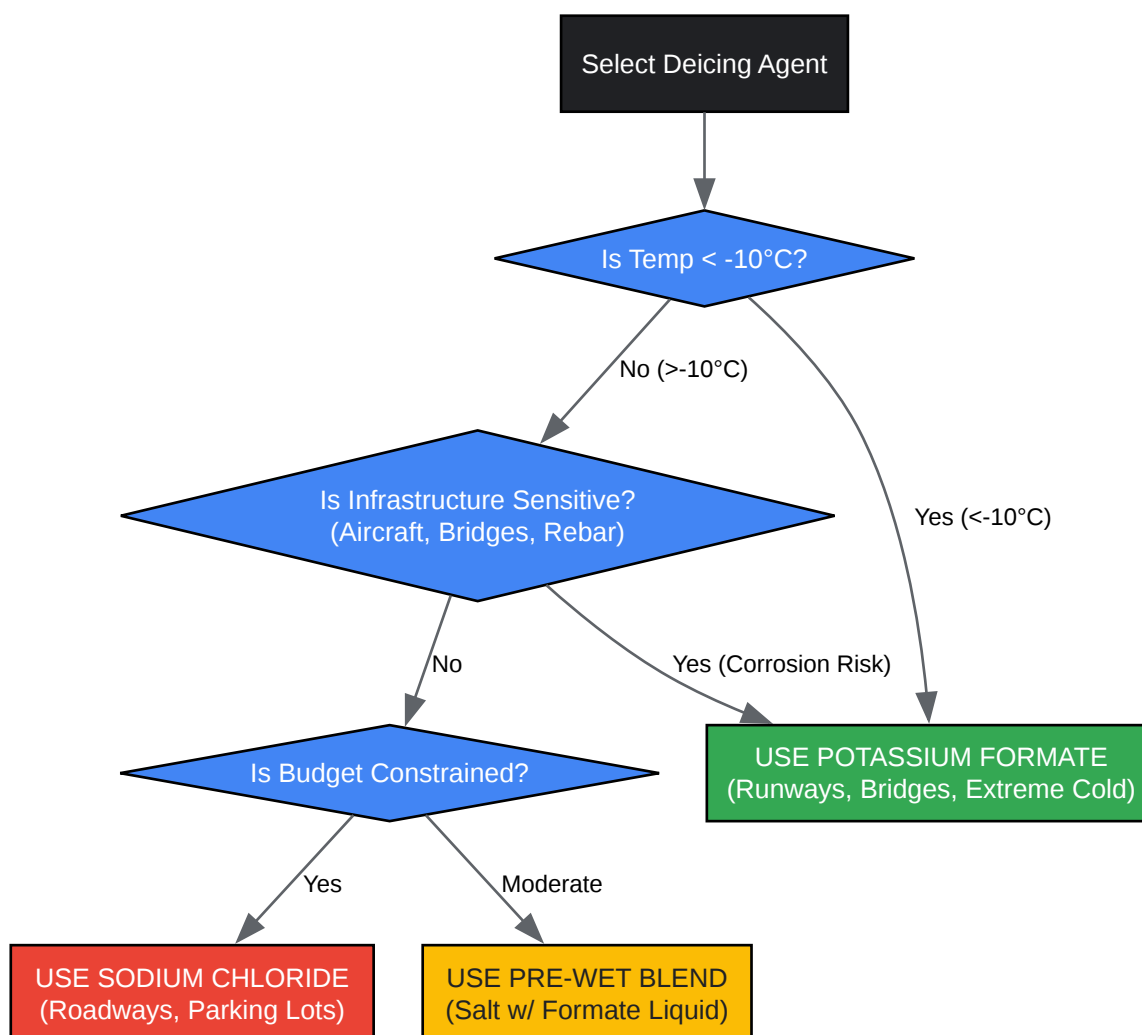 Select Deicing Agent
Is Temp < -10°C?
No (>-10°C)
Yes (<-10°C)
Is Infrastructure Sensitive?
(Aircraft, Bridges, Rebar)
No
Yes (Corrosion Risk)
Is Budget Constrained?
USE POTASSIUM FORMATE
(Runways, Bridges, Extreme Cold)
Yes
Moderate
USE SODIUM CHLORIDE
(Roadways, Parking Lots)
USE PRE-WET BLEND
(Salt w/ Formate Liquid)